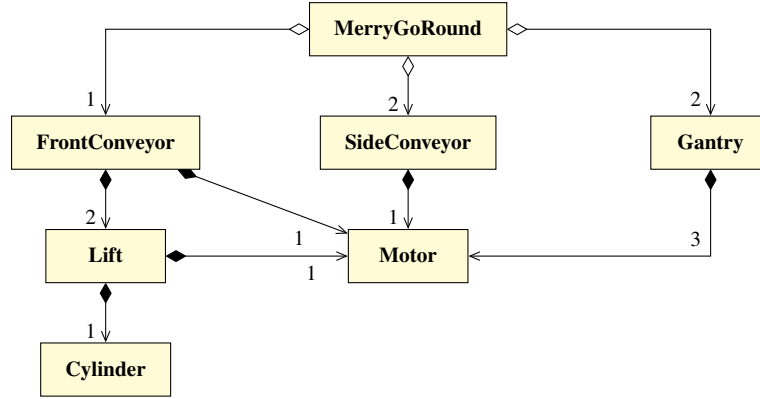 MerryGoRound
1
2
2
FrontConveyor
SideConveyor
Gantry
2
1
1
3
Lift
Motor
1
1
Cylinder